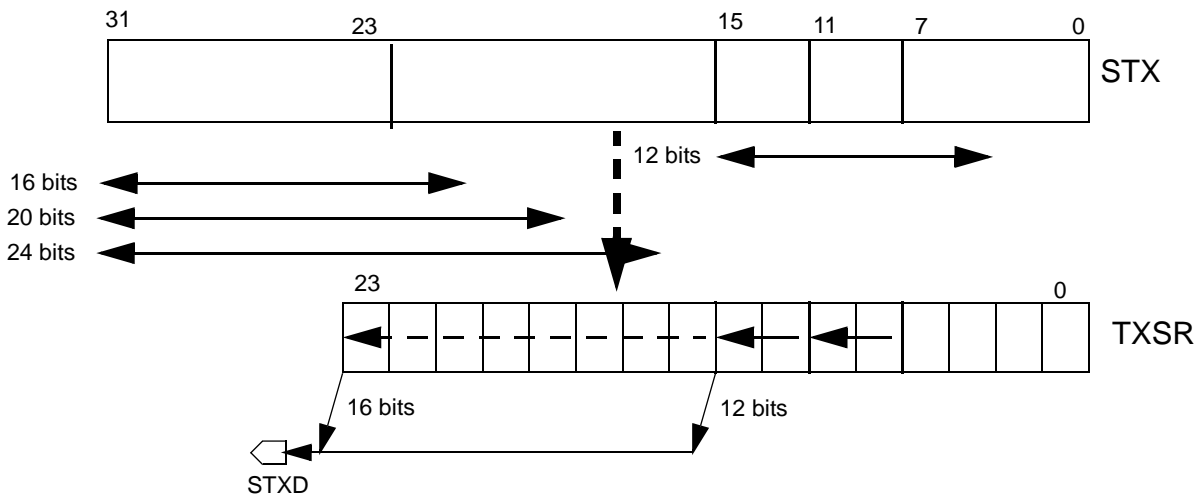 31 23 15 11 7 0
STX
12 bits
16 bits
20 bits
24 bits
23 0
TXSR
16 bits 12 bits
STXD